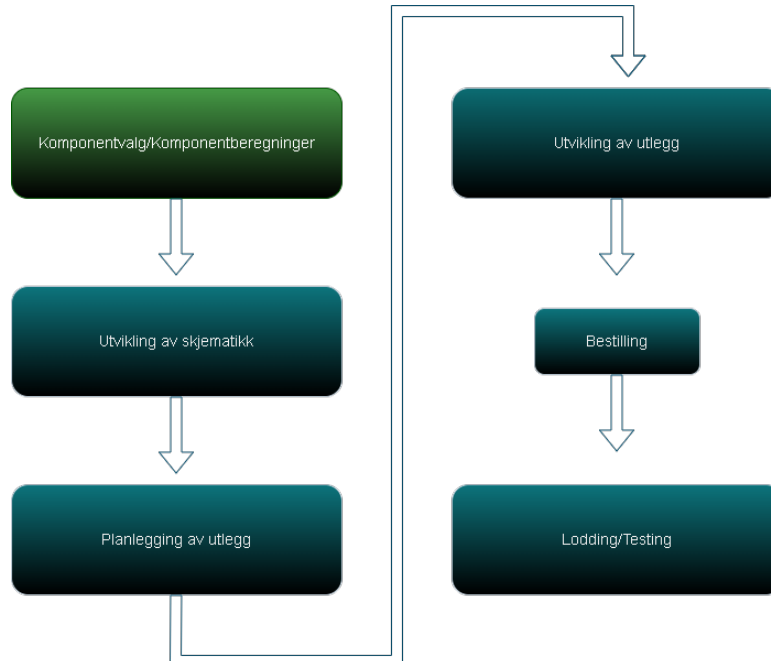 Komponentvalg/Komponentberegninger
Utvikling av skjematikk
Planlegging av utlegg
Utvikling av utlegg
Bestilling
Lodding/Testing